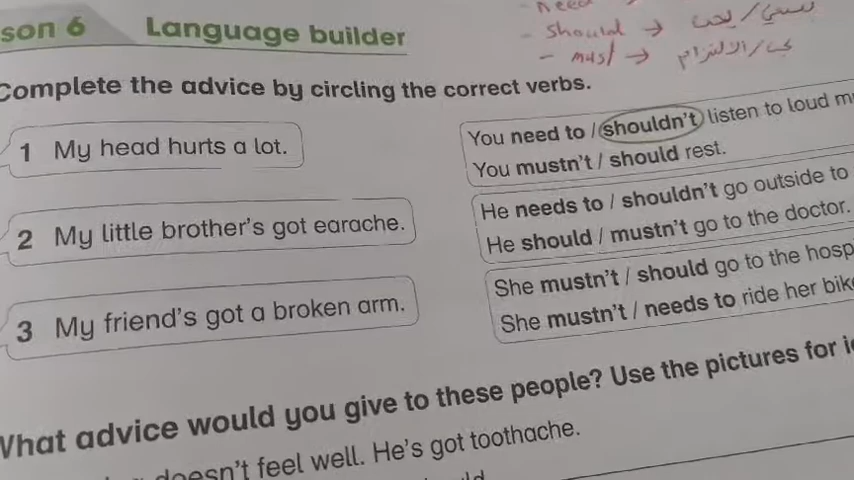 son 6 Language builder
- Need
- should → ينبغي / يجب
- must → يجب / الالتزام
Complete the advice by circling the correct verbs.
1 My head hurts a lot.
You need to / shouldn't listen to loud
You mustn't / should rest.
2 My little brother's got earache.
He needs to / shouldn't go outside to
He should / mustn't go to the doctor.
3 My friend's got a broken arm.
She mustn't / should go to the hosp
She mustn't / needs to ride her bike
What advice would you give to these people? Use the pictures for
doesn't feel well. He's got toothache.